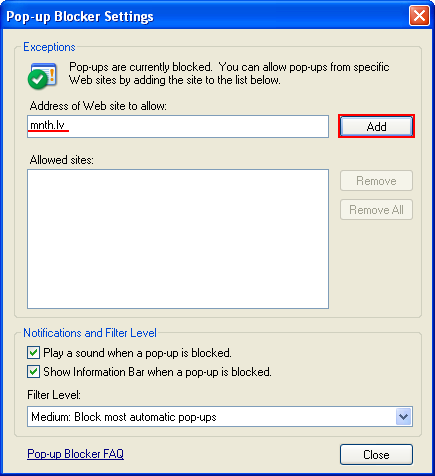 Pop-up Blocker Settings
Exceptions
Pop-ups are currently blocked. You can allow pop-ups from specific
Web sites by adding the site to the list below.
Address of Web site to allow:
mnth.lv
Add
Allowed sites:
Remove
Remove All
Notifications and Filter Level
Play a sound when a pop-up is blocked.
Show Information Bar when a pop-up is blocked.
Filter Level:
Medium: Block most automatic pop-ups
Pop-up Blocker FAQ
Close